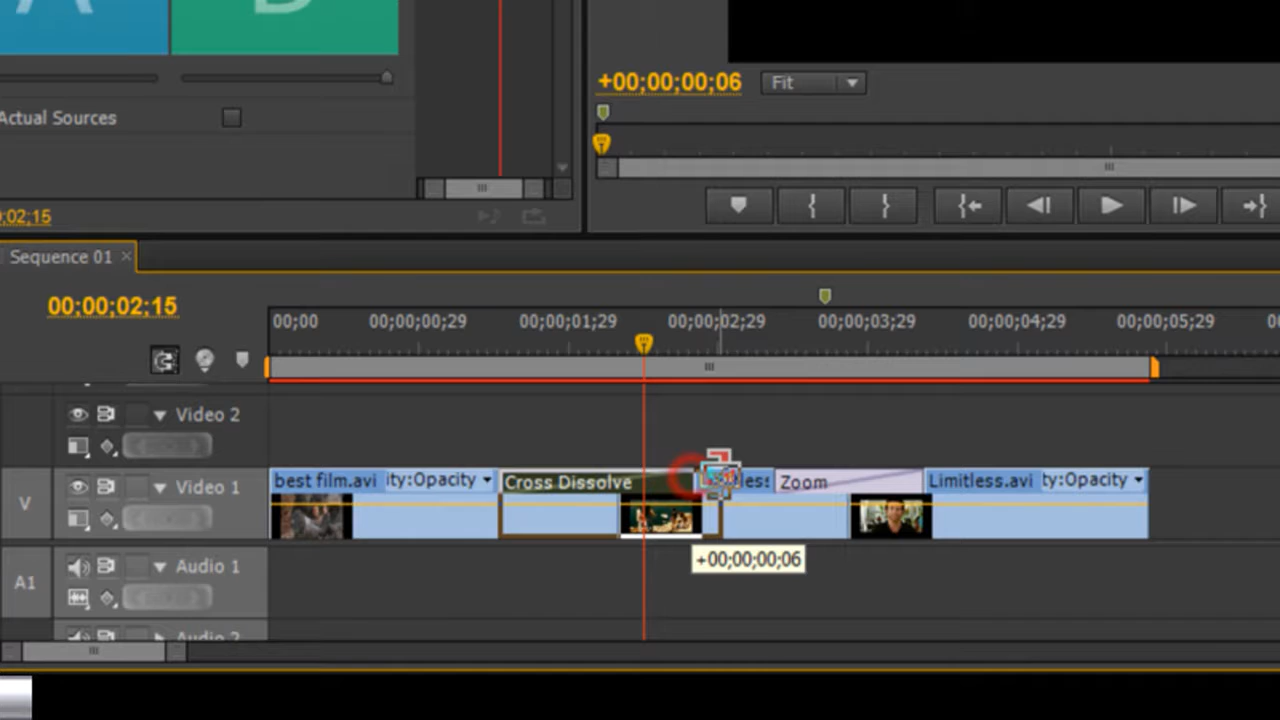 A B
+00;00;00;06 Fit
Actual Sources
;02;15
Sequence 01
00;00;02;15
00;00 00;00;00;29 00;00;01;29 00;00;02;29 00;00;03;29 00;00;04;29 00;00;05;29
Video 2
best film.avi ity:Opacity Cross Dissolve less: Zoom Limitless.avi ity:Opacity
V Video 1
+00;00;00;06
A1 Audio 1
Audio 2